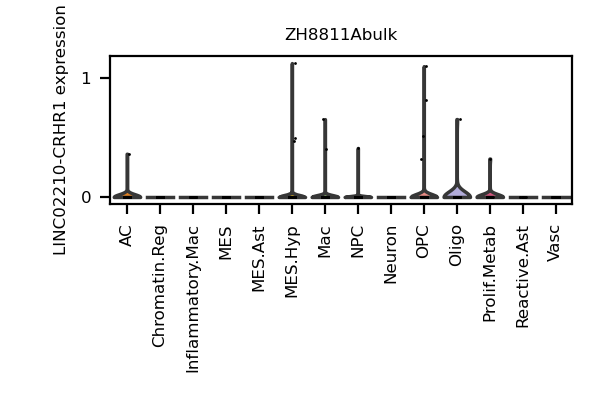 ZH8811Abulk
LINC02210-CRHR1 expression
1
0
AC
Chromatin.Reg
Inflammatory.Mac
MES
MES.Ast
MES.Hyp
Mac
NPC
Neuron
OPC
Oligo
Prolif.Metab
Reactive.Ast
Vasc